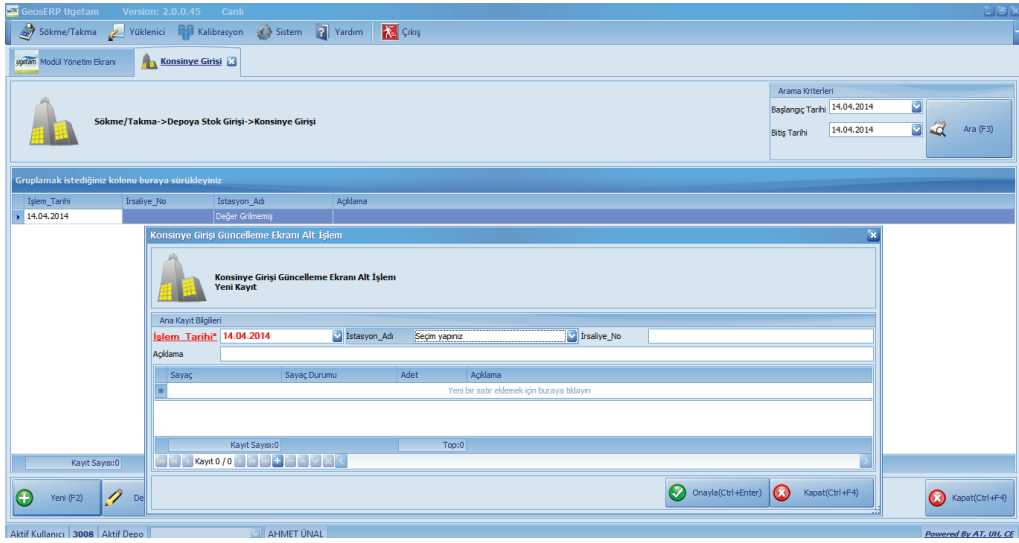 GeosERP Ugetam Version: 2.0.0.45 Canlı
Sökme/Takma Yüklenici Kalibrasyon Sistem Yardım Çıkış
ugetam Modül Yönetim Ekranı Konsinye Girişi
Arama Kriterleri
Başlangıç Tarihi 14.04.2014
Sökme/Takma->Depoya Stok Girişi->Konsinye Girişi
Bitiş Tarihi 14.04.2014
Ara (F3)
Gruplamak istediğiniz kolonu buraya sürükleyiniz
İşlem_Tarihi İrsaliye_No İstasyon_Adı Açıklama
14.04.2014 Değer Grilmemiş
Konsinye Girişi Güncelleme Ekranı Alt İşlem
Konsinye Girişi Güncelleme Ekranı Alt İşlem
Yeni Kayıt
Ana Kayıt Bilgileri
İşlem_Tarihi* 14.04.2014 İstasyon_Adı Seçim yapınız İrsaliye_No
Açıklama
Sayaç Sayaç Durumu Adet Açıklama
Yeni bir satır eklemek için buraya tıklayın
Kayıt Sayısı:0 Top:0
Kayıt 0 / 0
Kayıt Sayısı:0
Onayla(Ctrl+Enter) Kapat(Ctrl+F4)
Yeni (F2) De Kapat(Ctrl+F4)
Aktif Kullanıcı 3008 Aktif Depo AHMET ÜNAL Powered By AT, UH, CE